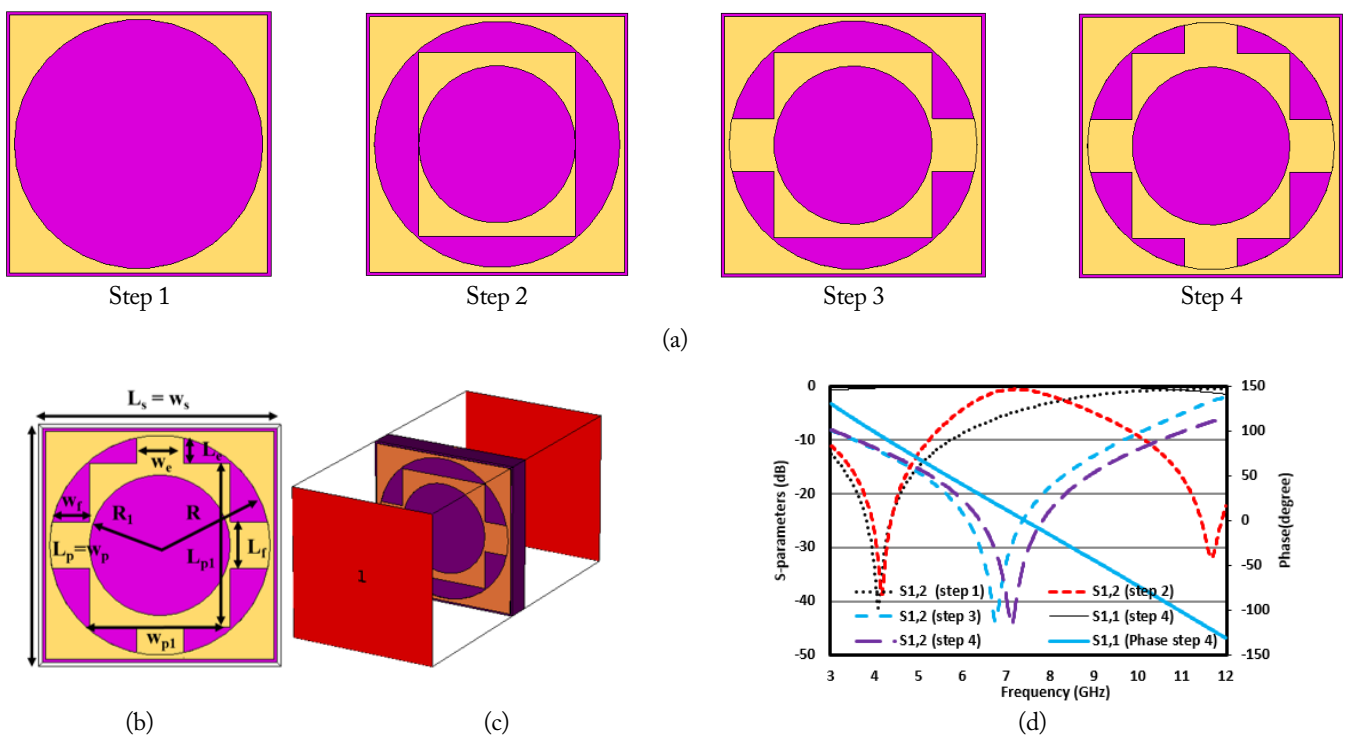 Step 1
Step 2
Step 3
Step 4
(a)
Lₛ = wₛ
Lₑ
wₑ
w_f
R₁
R
Lₚ=wₚ
Lₚ₁
L_f
wₚ₁
(b)
1
(c)
S-parameters (dB)
0
-10
-20
-30
-40
-50
3 4 5 6 7 8 9 10 11 12
Frequency (GHz)
150
100
50
0
-50
-100
-150
Phase(degree)
S1,2 (step 1)
S1,2 (step 2)
S1,2 (step 3)
S1,1 (step 4)
S1,2 (step 4)
S1,1 (Phase step 4)
(d)